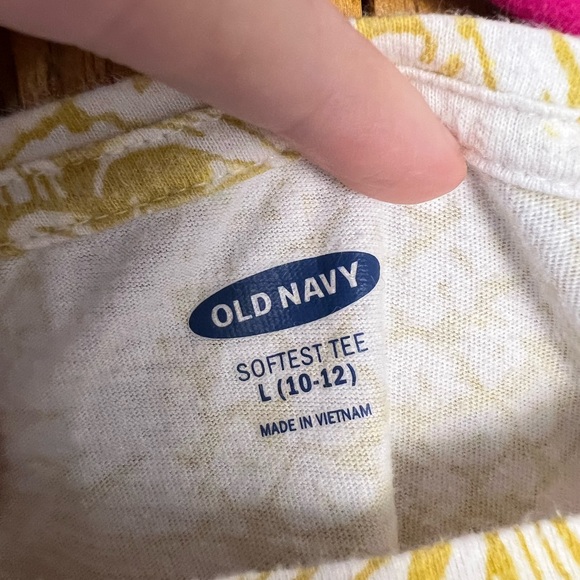 OLD NAVY
SOFTEST TEE
L (10-12)
MADE IN VIETNAM